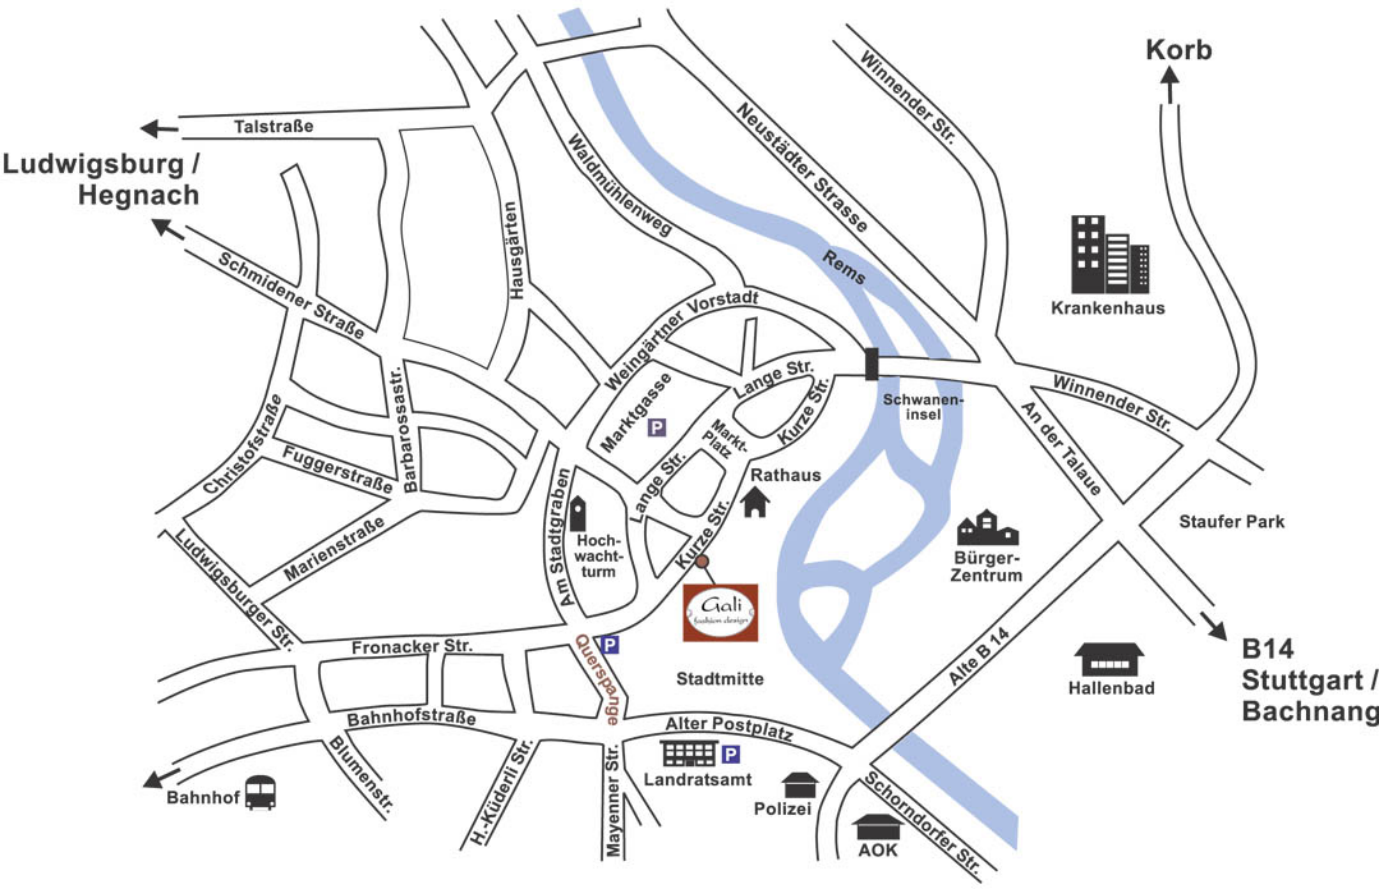 Korb
Winnender Str.
Neustädter Strasse
Talstraße
Ludwigsburg /
Hegnach
Waldmühlenweg
Hausgärten
Schmidener Straße
Rems
Krankenhaus
Weingärtner Vorstadt
Lange Str.
Winnender Str.
Schwanen-
insel
Kurze Str.
An der Talaue
Barbarossastr.
Christofstraße
Marktgasse
P
Markt-
Platz
Fuggerstraße
Lange Str.
Rathaus
Am Stadtgraben
Kurze Str.
Staufer Park
Marienstraße
Ludwigsburger Str.
Hoch-
wacht-
turm
Bürger-
Zentrum
Gali
fashion design
Fronacker Str.
P
Querspange
Stadtmitte
Alte B 14
Hallenbad
B14
Stuttgart /
Bachnang
Bahnhofstraße
Alter Postplatz
P
Landratsamt
Blumenstr.
H.-Küderli Str.
Mayenner Str.
Bahnhof
Polizei
Schorndorfer Str.
AOK